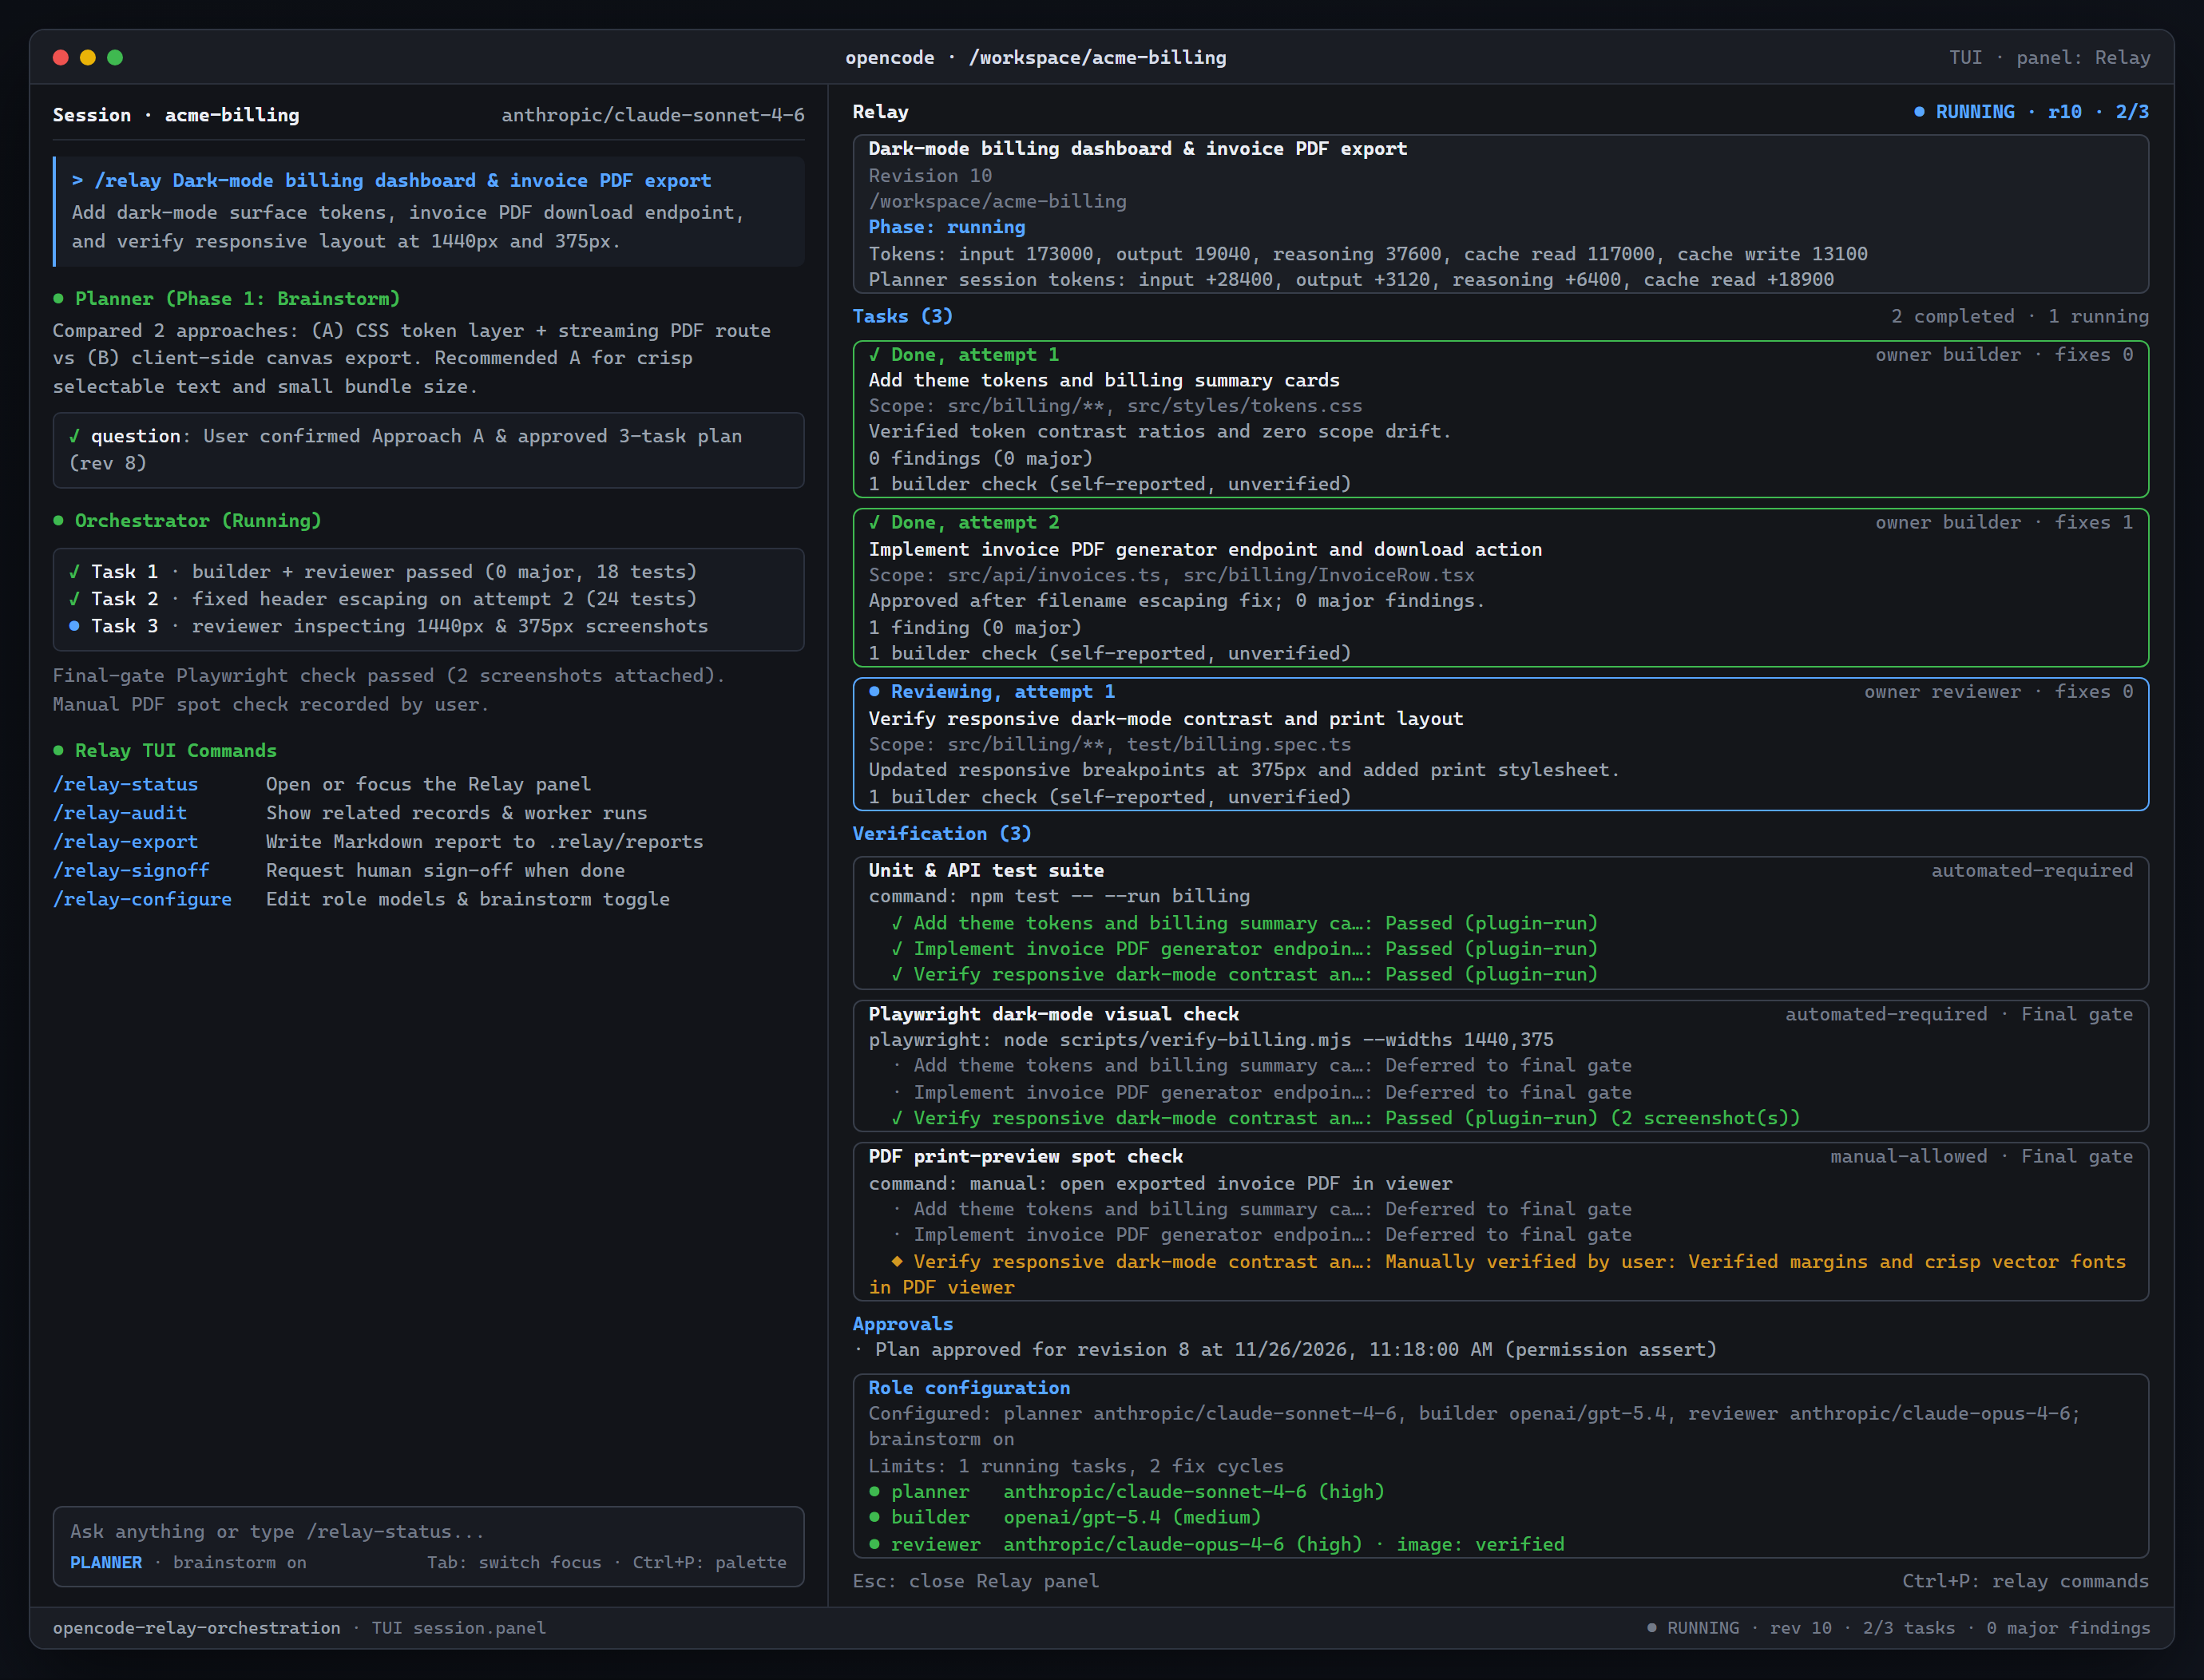 opencode · /workspace/acme-billing
TUI · panel: Relay
Session · acme-billing
anthropic/claude-sonnet-4-6
> /relay Dark-mode billing dashboard & invoice PDF export
Add dark-mode surface tokens, invoice PDF download endpoint,
and verify responsive layout at 1440px and 375px.
● Planner (Phase 1: Brainstorm)
Compared 2 approaches: (A) CSS token layer + streaming PDF route
vs (B) client-side canvas export. Recommended A for crisp
selectable text and small bundle size.
✓ question: User confirmed Approach A & approved 3-task plan
(rev 8)
● Orchestrator (Running)
✓ Task 1 · builder + reviewer passed (0 major, 18 tests)
✓ Task 2 · fixed header escaping on attempt 2 (24 tests)
● Task 3 · reviewer inspecting 1440px & 375px screenshots
Final-gate Playwright check passed (2 screenshots attached).
Manual PDF spot check recorded by user.
● Relay TUI Commands
/relay-status Open or focus the Relay panel
/relay-audit Show related records & worker runs
/relay-export Write Markdown report to .relay/reports
/relay-signoff Request human sign-off when done
/relay-configure Edit role models & brainstorm toggle
Ask anything or type /relay-status...
PLANNER · brainstorm on
Tab: switch focus · Ctrl+P: palette
Relay
● RUNNING · r10 · 2/3
Dark-mode billing dashboard & invoice PDF export
Revision 10
/workspace/acme-billing
Phase: running
Tokens: input 173000, output 19040, reasoning 37600, cache read 117000, cache write 13100
Planner session tokens: input +28400, output +3120, reasoning +6400, cache read +18900
Tasks (3)
2 completed · 1 running
✓ Done, attempt 1
owner builder · fixes 0
Add theme tokens and billing summary cards
Scope: src/billing/**, src/styles/tokens.css
Verified token contrast ratios and zero scope drift.
0 findings (0 major)
1 builder check (self-reported, unverified)
✓ Done, attempt 2
owner builder · fixes 1
Implement invoice PDF generator endpoint and download action
Scope: src/api/invoices.ts, src/billing/InvoiceRow.tsx
Approved after filename escaping fix; 0 major findings.
1 finding (0 major)
1 builder check (self-reported, unverified)
● Reviewing, attempt 1
owner reviewer · fixes 0
Verify responsive dark-mode contrast and print layout
Scope: src/billing/**, test/billing.spec.ts
Updated responsive breakpoints at 375px and added print stylesheet.
1 builder check (self-reported, unverified)
Verification (3)
Unit & API test suite
automated-required
command: npm test -- --run billing
✓ Add theme tokens and billing summary ca…: Passed (plugin-run)
✓ Implement invoice PDF generator endpoin…: Passed (plugin-run)
✓ Verify responsive dark-mode contrast an…: Passed (plugin-run)
Playwright dark-mode visual check
automated-required · Final gate
playwright: node scripts/verify-billing.mjs --widths 1440,375
· Add theme tokens and billing summary ca…: Deferred to final gate
· Implement invoice PDF generator endpoin…: Deferred to final gate
✓ Verify responsive dark-mode contrast an…: Passed (plugin-run) (2 screenshot(s))
PDF print-preview spot check
manual-allowed · Final gate
command: manual: open exported invoice PDF in viewer
· Add theme tokens and billing summary ca…: Deferred to final gate
· Implement invoice PDF generator endpoin…: Deferred to final gate
◆ Verify responsive dark-mode contrast an…: Manually verified by user: Verified margins and crisp vector fonts
in PDF viewer
Approvals
· Plan approved for revision 8 at 11/26/2026, 11:18:00 AM (permission assert)
Role configuration
Configured: planner anthropic/claude-sonnet-4-6, builder openai/gpt-5.4, reviewer anthropic/claude-opus-4-6;
brainstorm on
Limits: 1 running tasks, 2 fix cycles
● planner anthropic/claude-sonnet-4-6 (high)
● builder openai/gpt-5.4 (medium)
● reviewer anthropic/claude-opus-4-6 (high) · image: verified
Esc: close Relay panel
Ctrl+P: relay commands
opencode-relay-orchestration · TUI session.panel
● RUNNING · rev 10 · 2/3 tasks · 0 major findings